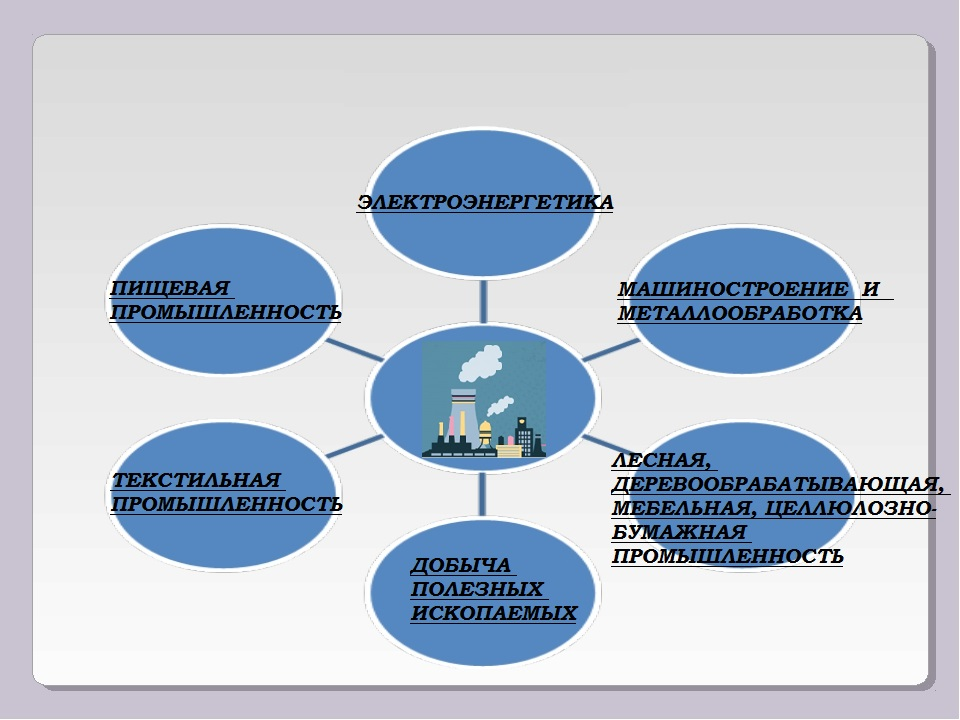 ЭЛЕКТРОЭНЕРГЕТИКА
ПИЩЕВАЯ
ПРОМЫШЛЕННОСТЬ
МАШИНОСТРОЕНИЕ И
МЕТАЛЛООБРАБОТКА
ТЕКСТИЛЬНАЯ
ПРОМЫШЛЕННОСТЬ
ЛЕСНАЯ,
ДЕРЕВООБРАБАТЫВАЮЩАЯ,
МЕБЕЛЬНАЯ, ЦЕЛЛЮЛОЗНО-
БУМАЖНАЯ
ПРОМЫШЛЕННОСТЬ
ДОБЫЧА
ПОЛЕЗНЫХ
ИСКОПАЕМЫХ